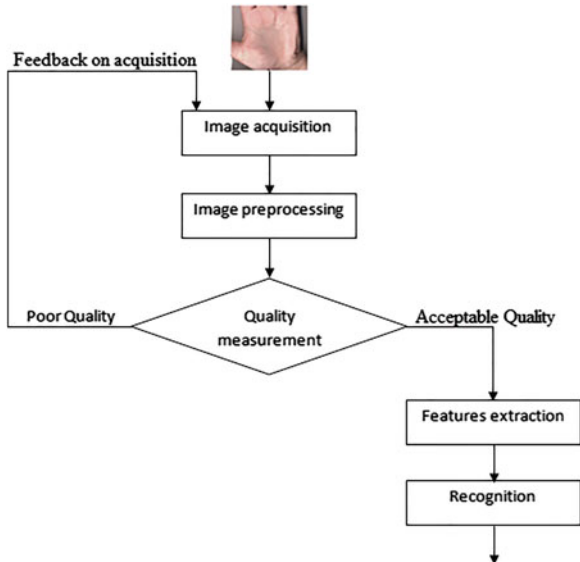 Feedback on acquisition
Image acquisition
Image preprocessing
Poor Quality
Quality
measurement
Acceptable Quality
Features extraction
Recognition